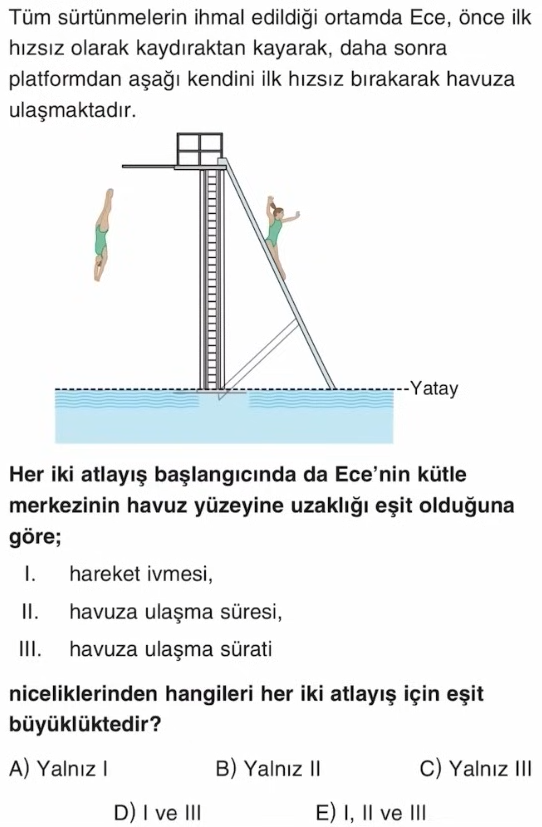 Tüm sürtünmelerin ihmal edildiği ortamda Ece, önce ilk
hızsız olarak kaydıraktan kayarak, daha sonra
platformdan aşağı kendini ilk hızsız bırakarak havuza
ulaşmaktadır.
Yatay
Her iki atlayış başlangıcında da Ece'nin kütle
merkezinin havuz yüzeyine uzaklığı eşit olduğuna
göre;
I. hareket ivmesi,
II. havuza ulaşma süresi,
III. havuza ulaşma sürati
niceliklerinden hangileri her iki atlayış için eşit
büyüklüktedir?
A) Yalnız I B) Yalnız II C) Yalnız III
D) I ve III E) I, II ve III